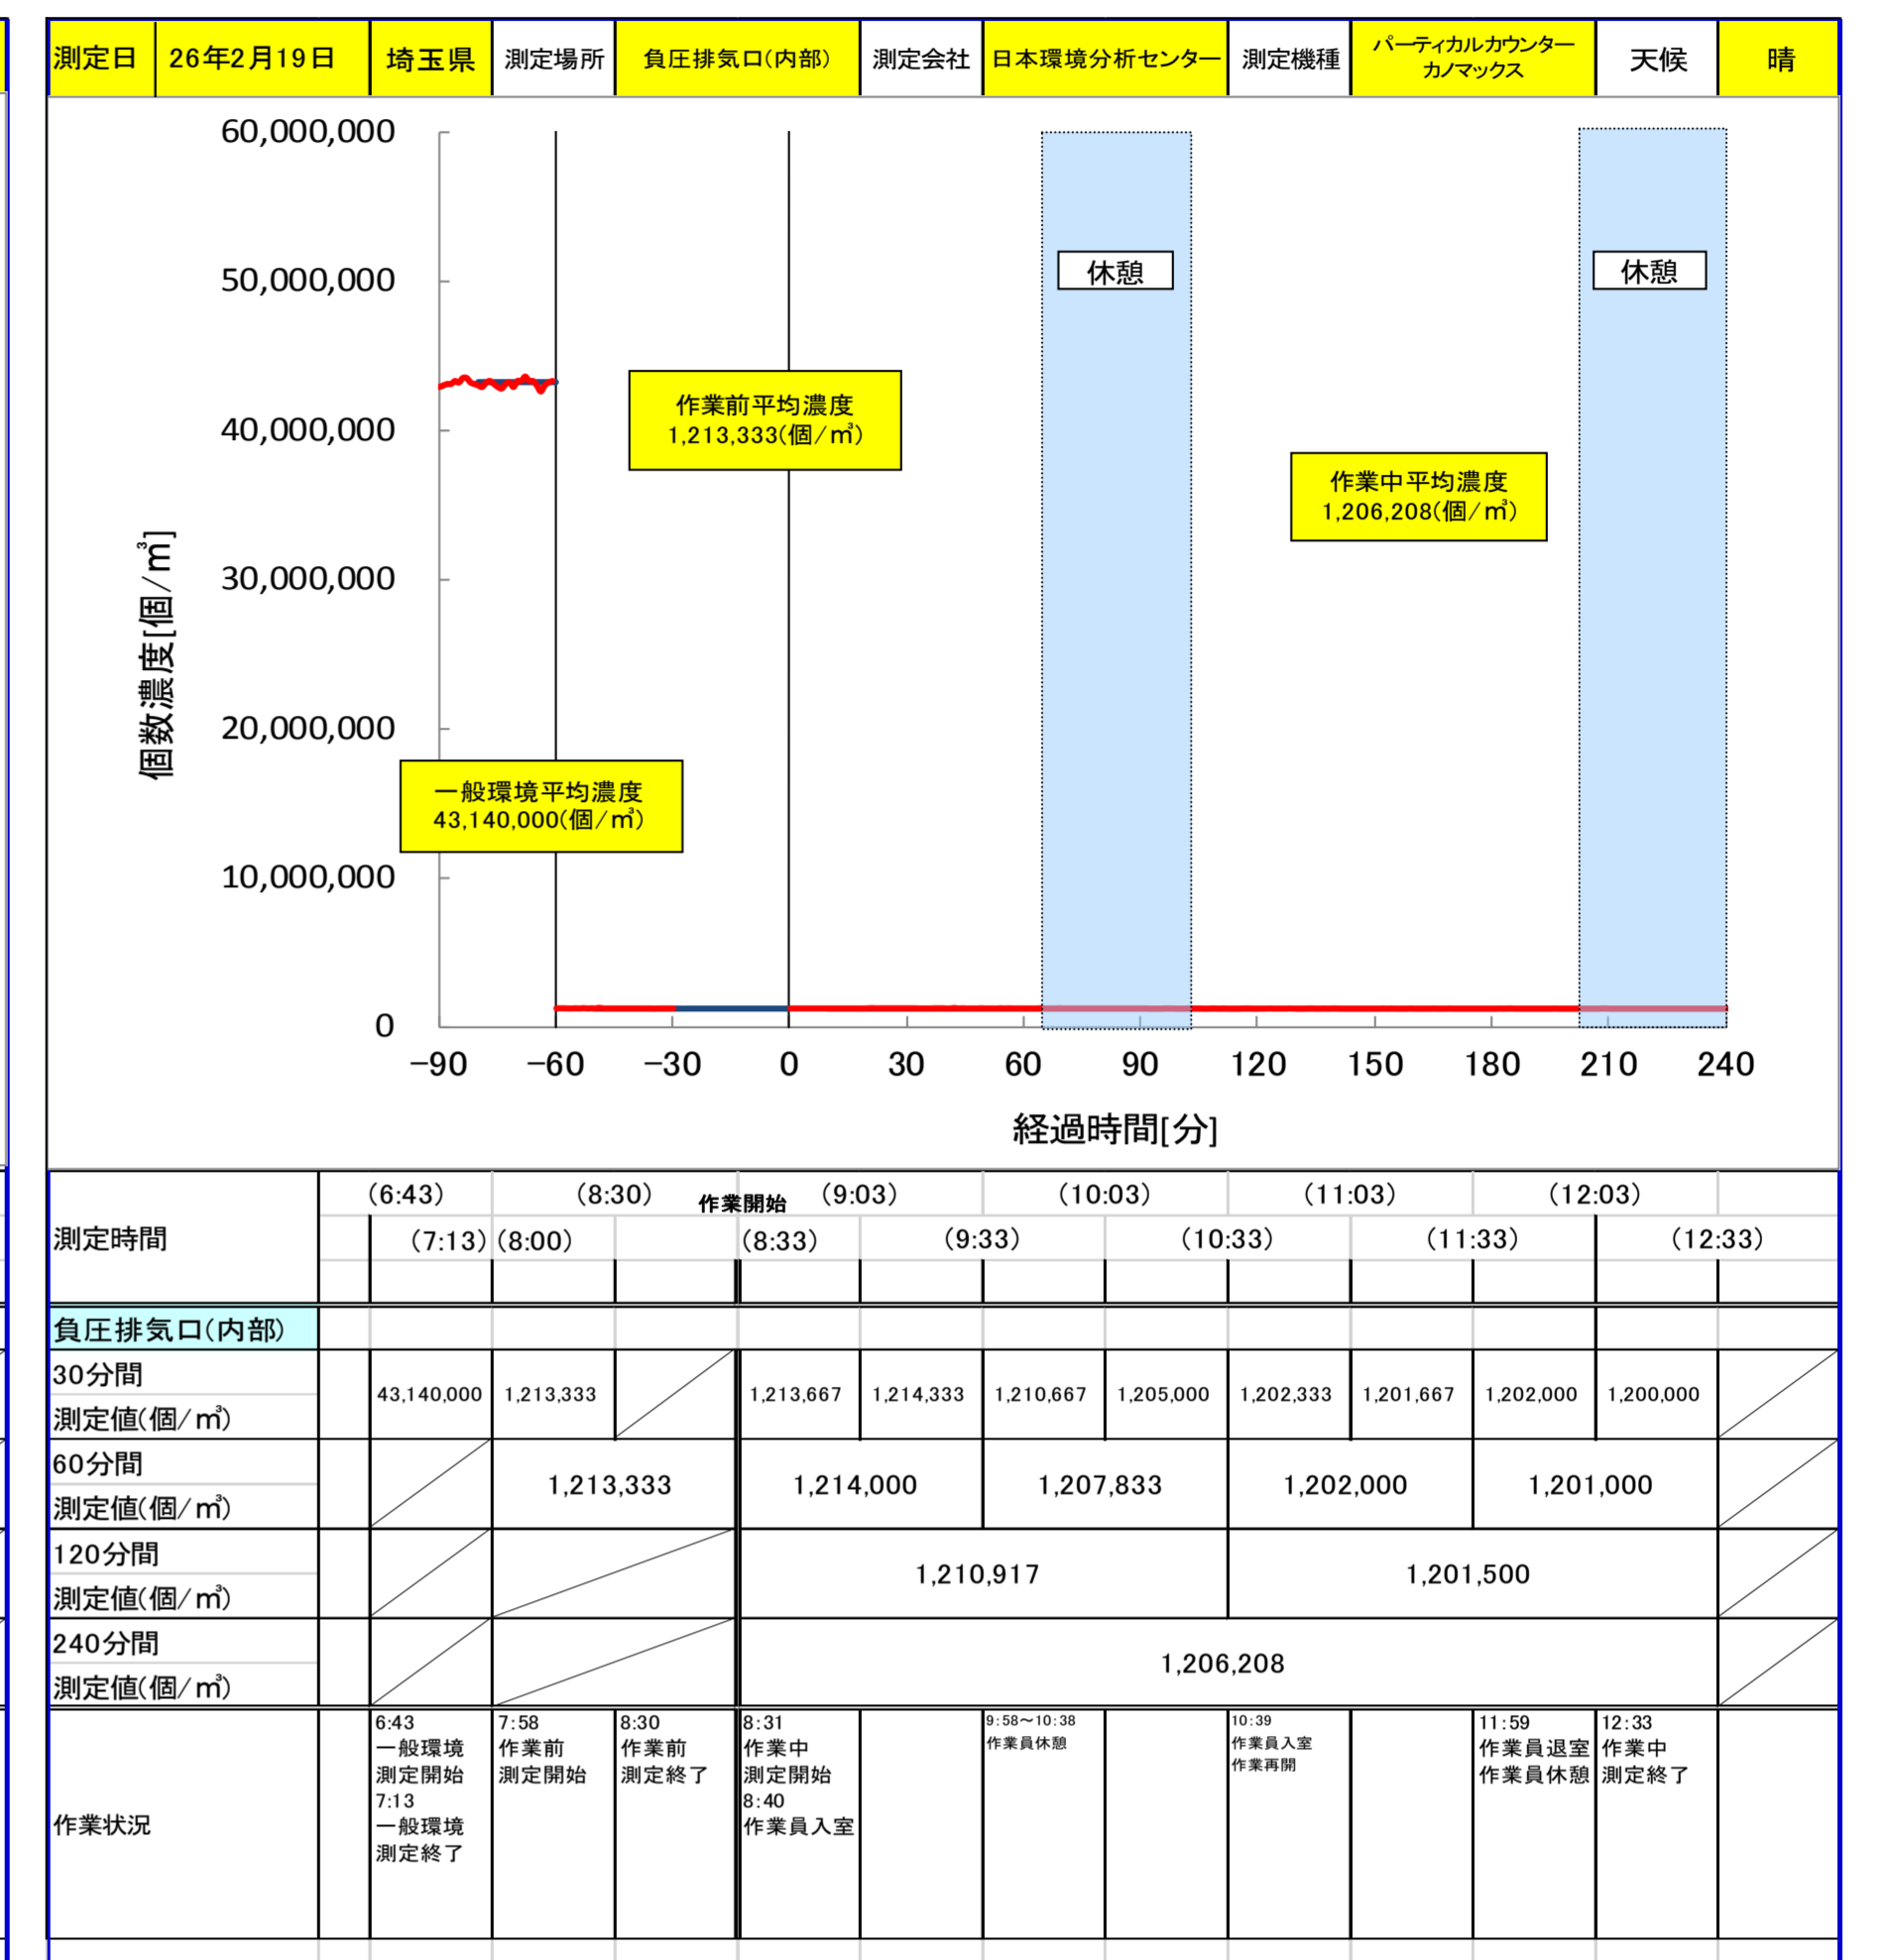 測定日 26年2月19日 埼玉県 測定場所 負圧排気口(内部) 測定会社 日本環境分析センター 測定機種 パーティカルカウンター 天候 晴
カノマックス
60,000,000
50,000,000
40,000,000
30,000,000
20,000,000
10,000,000
0
個数濃度[個/㎥]
休憩
休憩
作業前平均濃度
1,213,333(個/㎥)
作業中平均濃度
1,206,208(個/㎥)
一般環境平均濃度
43,140,000(個/㎥)
−90 −60 −30 0 30 60 90 120 150 180 210 240
経過時間[分]
測定時間
(6:43) (8:30) 作業開始 (9:03) (10:03) (11:03) (12:03)
(7:13) (8:00) (8:33) (9:33) (10:33) (11:33) (12:33)
負圧排気口(内部)
30分間
測定値(個/㎥)
43,140,000 1,213,333 1,213,667 1,214,333 1,210,667 1,205,000 1,202,333 1,201,667 1,202,000 1,200,000
60分間
測定値(個/㎥)
1,213,333 1,214,000 1,207,833 1,202,000 1,201,000
120分間
測定値(個/㎥)
1,210,917 1,201,500
240分間
測定値(個/㎥)
1,206,208
作業状況
6:43
一般環境
測定開始
7:13
一般環境
測定終了
7:58
作業前
測定開始
8:30
作業前
測定終了
8:31
作業中
測定開始
8:40
作業員入室
9:58～10:38
作業員休憩
10:39
作業員入室
作業再開
11:59
作業員退室
作業員休憩
12:33
作業中
測定終了